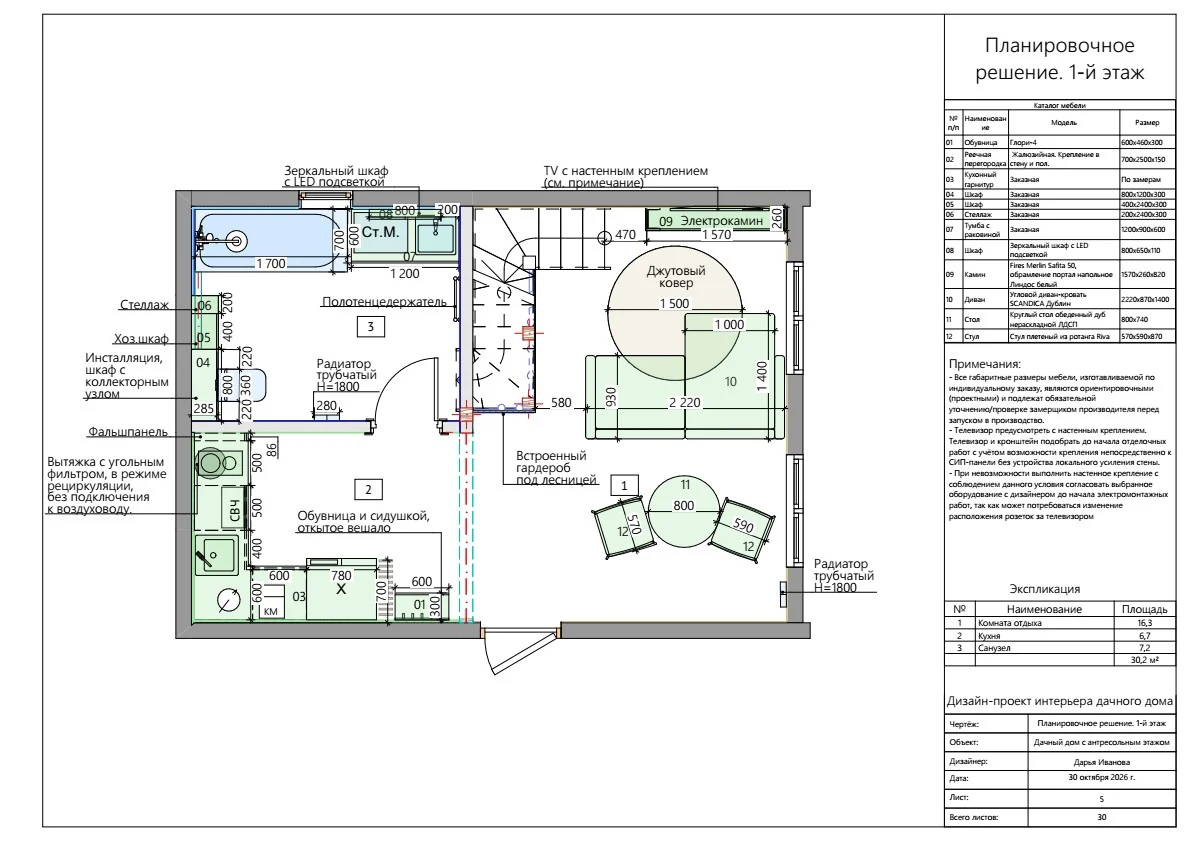 Планировочное
решение. 1-й этаж
Каталог мебели
№ п/п Наименование Модель Размер
01 Обувница Глори-4 600х460х300
02 Реечная перегородка Жалюзийная. Крепление в стену и пол. 700х2500х150
03 Кухонный гарнитур Заказная По замерам
04 Шкаф Заказная 800х1200х300
05 Шкаф Заказная 400х2400х300
06 Стеллаж Заказная 200х2400х300
07 Тумба с раковиной Заказная 1200х900х600
08 Шкаф Зеркальный шкаф с LED подсветкой 800х650х110
09 Камин Fires Merlin Safita 50, обрамление портал напольное Линдос белый 1570х260х820
10 Диван Угловой диван-кровать SCANDICA Дублин 2220х870х1400
11 Стол Круглый стол обеденный дуб нераскладной ЛДСП 800х740
12 Стул Стул плетеный из ротанга Riva 570х590х870
Примечания:
- Все габаритные размеры мебели, изготавливаемой по
индивидуальному заказу, являются ориентировочными
(проектными) и подлежат обязательной
уточнению/проверке замерщиком производителя перед
запуском в производство.
- Телевизор предусмотреть с настенным креплением.
Телевизор и кронштейн подобрать до начала отделочных
работ с учётом возможности крепления непосредственно к
СИП-панели без устройства локального усиления стены.
- При невозможности выполнить настенное крепление с
соблюдением данного условия согласовать выбранное
оборудование с дизайнером до начала электромонтажных
работ, так как может потребоваться изменение
расположения розеток за телевизором
Экспликация
№ Наименование Площадь
1 Комната отдыха 16,3
2 Кухня 6,7
3 Санузел 7,2
30,2 м²
Дизайн-проект интерьера дачного дома
Чертёж: Планировочное решение. 1-й этаж
Объект: Дачный дом с антресольным этажом
Дизайнер: Дарья Иванова
Дата: 30 октября 2026 г.
Лист: 5
Всего листов: 30
Зеркальный шкаф
с LED подсветкой
TV с настенным креплением
(см. примечание)
08 800 200
Ст.М.
700
600
07
1 700
1 200
470
09 Электрокамин
1 570
260
Джутовый
ковер
1 500
1 000
10
1 400
930
2 220
580
Стеллаж
06
200
Хоз.шкаф
05
400
Инсталляция,
шкаф с
коллекторным
узлом
04
220
800
360
220
285
Полотенцедержатель
3
Радиатор
трубчатый
H=1800
280
Фальшпанель
86
500
Вытяжка с угольным
фильтром, в режиме
рециркуляции,
без подключения
к воздуховоду.
СВЧ
500
400
2
Обувница и сидушкой,
открытое вешало
600
780
600
600
КМ
03
Х
700
01
300
Встроенный
гардероб
под лесницей
1
11
800
570
12
590
12
Радиатор
трубчатый
H=1800